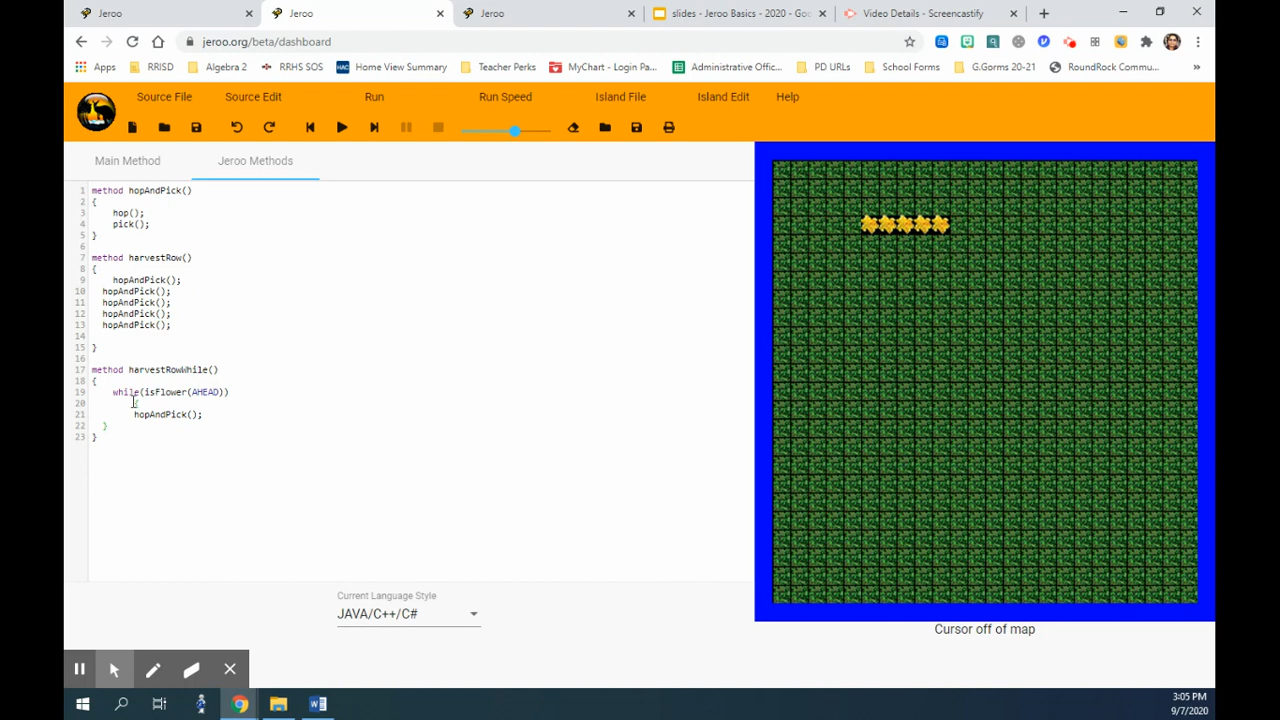 Jeroo
Jeroo
Jeroo
slides - Jeroo Basics - 2020 - Goo
Video Details - Screencastify
jeroo.org/beta/dashboard
Apps
RRISD
Algebra 2
RRHS SOS
HAC
Home View Summary
Teacher Perks
MyChart - Login Pa...
Administrative Offic...
PD URLs
School Forms
G.Gorms 20-21
RoundRock Commu...
»
Source File
Source Edit
Run
Run Speed
Island File
Island Edit
Help
Main Method
Jeroo Methods
1 method hopAndPick()
2 {
3 hop();
4 pick();
5 }
6
7 method harvestRow()
8 {
9 hopAndPick();
10 hopAndPick();
11 hopAndPick();
12 hopAndPick();
13 hopAndPick();
14
15 }
16
17 method harvestRowWhile()
18 {
19 while(isFlower(AHEAD))
20 {
21 hopAndPick();
22 }
23 }
Current Language Style
JAVA/C++/C#
Cursor off of map
3:05 PM
9/7/2020